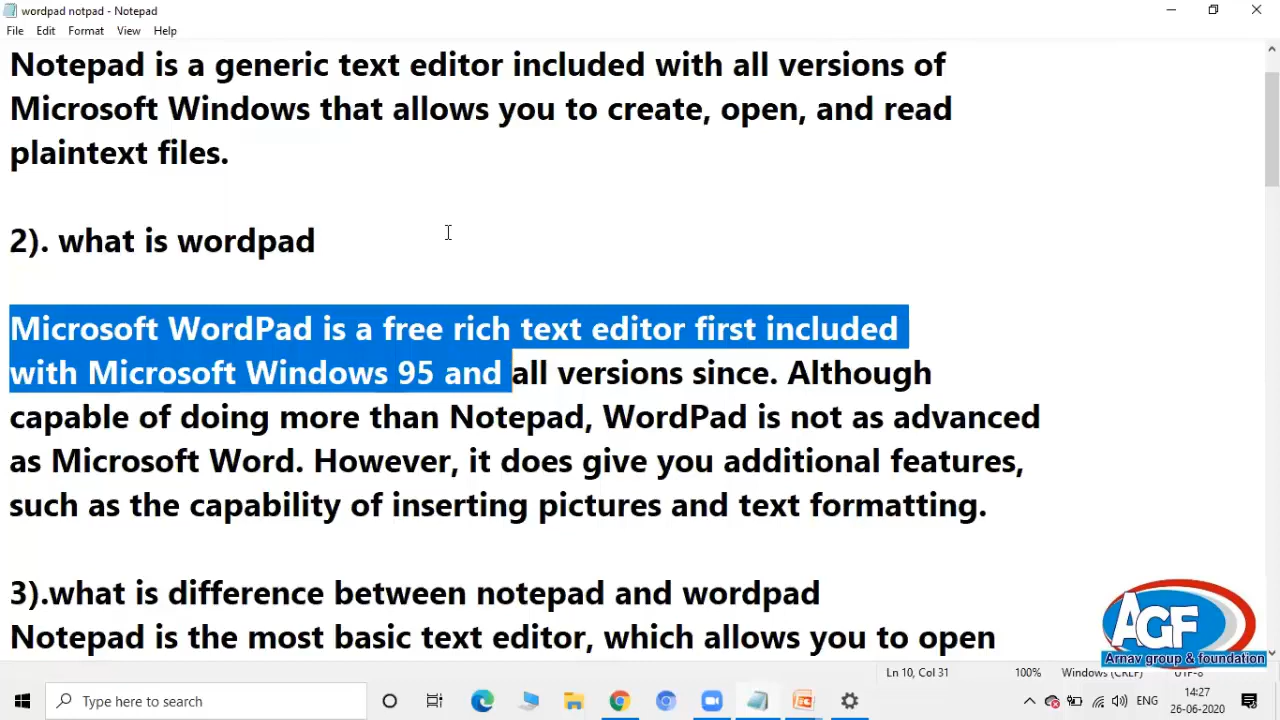 wordpad notpad - Notepad
File Edit Format View Help
Notepad is a generic text editor included with all versions of
Microsoft Windows that allows you to create, open, and read
plaintext files.
2). what is wordpad
Microsoft WordPad is a free rich text editor first included
with Microsoft Windows 95 and all versions since. Although
capable of doing more than Notepad, WordPad is not as advanced
as Microsoft Word. However, it does give you additional features,
such as the capability of inserting pictures and text formatting.
3).what is difference between notepad and wordpad
Notepad is the most basic text editor, which allows you to open
AGF
Arnav group & foundation
Ln 10, Col 31 100% Windows (CRLF) UTF-8
Type here to search
ENG
14:27
26-06-2020